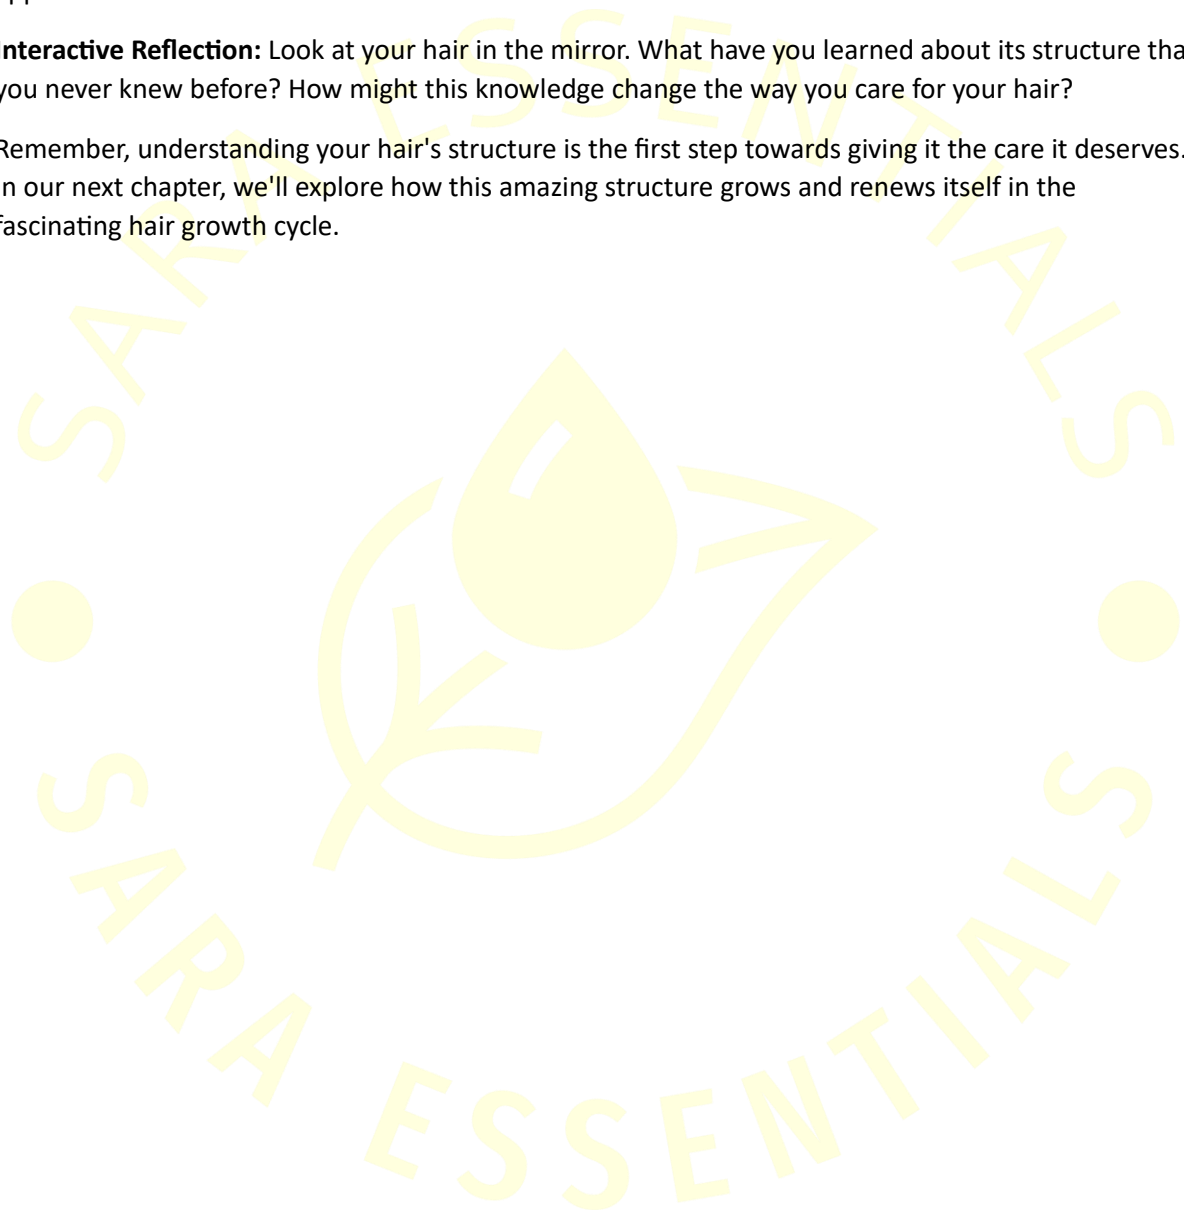 Interactive Reflection: Look at your hair in the mirror. What have you learned about its structure tha
you never knew before? How might this knowledge change the way you care for your hair?
Remember, understanding your hair's structure is the first step towards giving it the care it deserves.
In our next chapter, we'll explore how this amazing structure grows and renews itself in the
fascinating hair growth cycle.
SARA ESSENTIALS
SARA ESSENTIALS